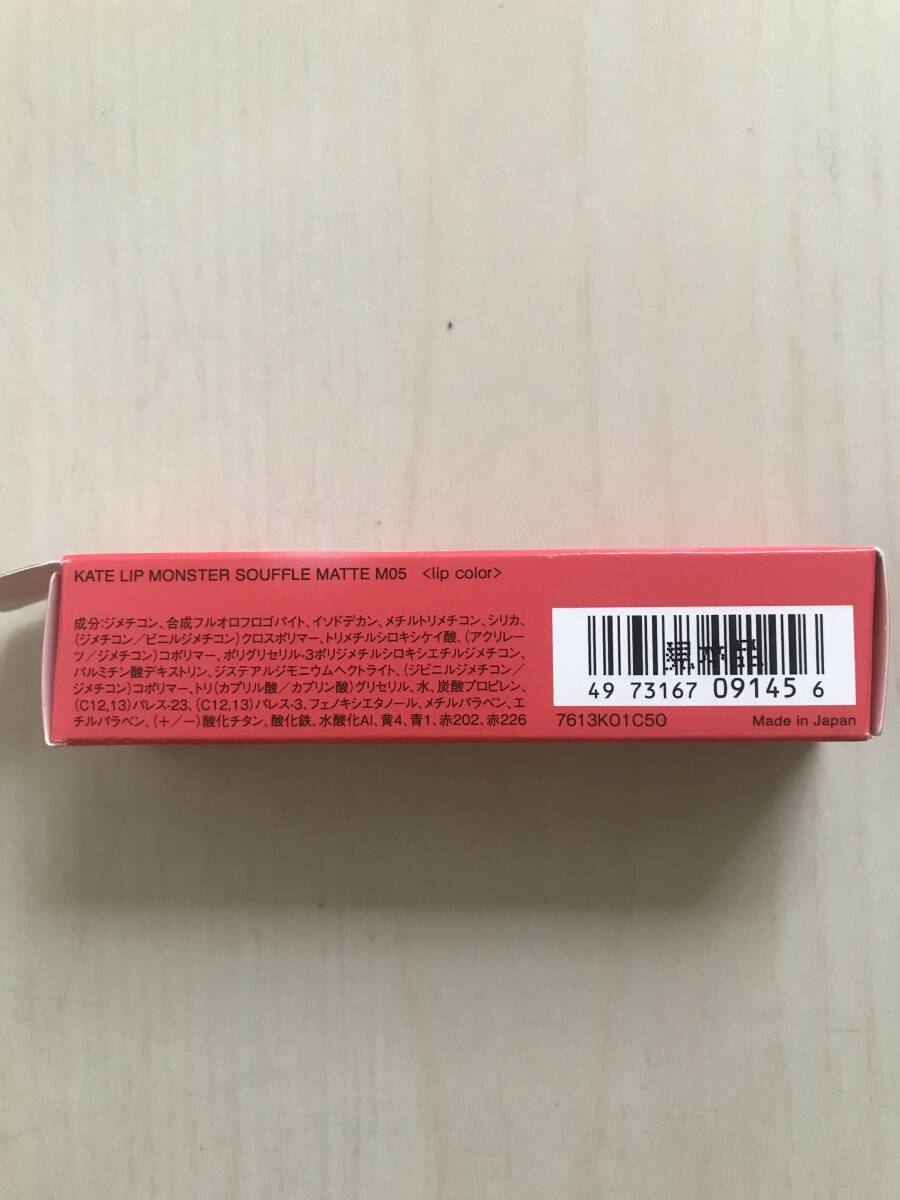 KATE LIP MONSTER SOUFFLE MATTE M05 <lip color>
成分:ジメチコン、合成フルオロフロゴパイト、イソドデカン、メチルトリメチコン、シリカ、
(ジメチコン／ビニルジメチコン)クロスポリマー、トリメチルシロキシケイ酸、(アクリレー
ツ／ジメチコン)コポリマー、ポリグリセリル-3ポリジメチルシロキシエチルジメチコン、
パルミチン酸デキストリン、ジステアルジモニウムヘクトライト、(ジビニルジメチコン／
ジメチコン)コポリマー、トリ(カプリル酸／カプリン酸)グリセリル、水、炭酸プロピレン、
(C12,13)パレス-23、(C12,13)パレス-3、フェノキシエタノール、メチルパラベン、エ
チルパラベン、(+/−)酸化チタン、酸化鉄、水酸化Al、黄4、青1、赤202、赤226
4973167091456
7613K01C50
Made in Japan